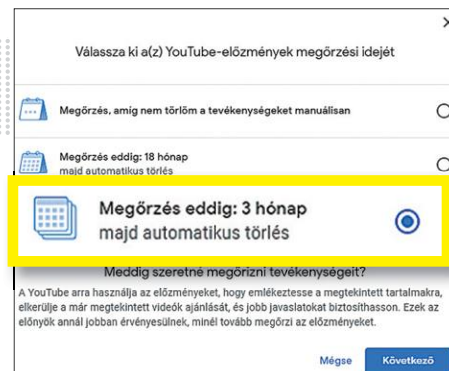 Válassza ki a(z) YouTube-előzmények megőrzési idejét
Megőrzés, amíg nem törlöm a tevékenységeket manuálisan
Megőrzés eddig: 18 hónap
majd automatikus törlés
Megőrzés eddig: 3 hónap
majd automatikus törlés
Meddig szeretné megőrizni tevékenységeit?
A YouTube arra használja az előzményeket, hogy emlékeztesse a megtekintett tartalmakra,
elkerülje a már megtekintett videók ajánlását, és jobb javaslatokat biztosíthasson. Ezek az
előnyök annál jobban érvényesülnek, minél tovább megőrzi az előzményeket.
Mégse
Következő